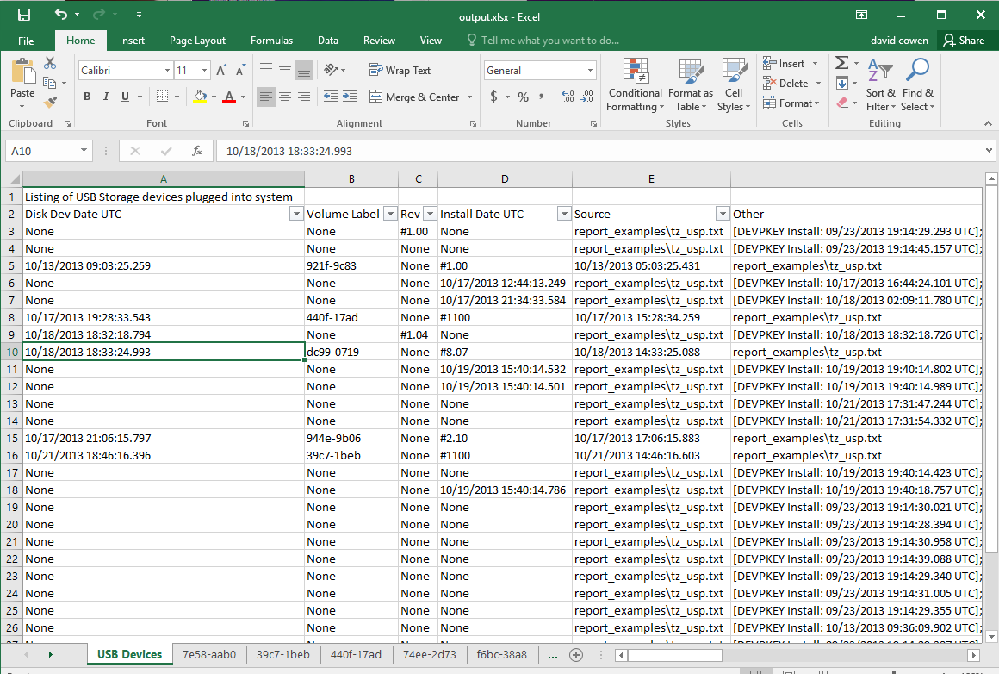 output.xlsx - Excel
File Home Insert Page Layout Formulas Data Review View Tell me what you want to do... david cowen Share
Paste Calibri 11 A A Wrap Text General Conditional Format as Cell Insert Sort & Find &
B I U A Merge & Center $ % , Formatting Table Styles Delete Format Filter Select
Clipboard Font Alignment Number Styles Cells Editing
A10 fx 10/18/2013 18:33:24.993
A B C D E
1 Listing of USB Storage devices plugged into system
2 Disk Dev Date UTC Volume Label Rev Install Date UTC Source Other
3 None None #1.00 None report_examples\tz_usp.txt [DEVPKEY Install: 09/23/2013 19:14:29.293 UTC];
4 None None None None report_examples\tz_usp.txt [DEVPKEY Install: 09/23/2013 19:14:45.157 UTC];
5 10/13/2013 09:03:25.259 921f-9c83 None #1.00 10/13/2013 05:03:25.431 report_examples\tz_usp.txt
6 None None None 10/17/2013 12:44:13.249 report_examples\tz_usp.txt [DEVPKEY Install: 10/17/2013 16:44:24.101 UTC];
7 None None None 10/17/2013 21:34:33.584 report_examples\tz_usp.txt [DEVPKEY Install: 10/18/2013 02:09:11.780 UTC];
8 10/17/2013 19:28:33.543 440f-17ad None #1100 10/17/2013 15:28:34.259 report_examples\tz_usp.txt
9 10/18/2013 18:32:18.794 None #1.04 None report_examples\tz_usp.txt [DEVPKEY Install: 10/18/2013 18:32:18.726 UTC];
10 10/18/2013 18:33:24.993 dc99-0719 None #8.07 10/18/2013 14:33:25.088 report_examples\tz_usp.txt
11 None None None 10/19/2013 15:40:14.532 report_examples\tz_usp.txt [DEVPKEY Install: 10/19/2013 19:40:14.802 UTC];
12 None None None 10/19/2013 15:40:14.501 report_examples\tz_usp.txt [DEVPKEY Install: 10/19/2013 19:40:14.989 UTC];
13 None None None None report_examples\tz_usp.txt [DEVPKEY Install: 10/21/2013 17:31:47.244 UTC];
14 None None None None report_examples\tz_usp.txt [DEVPKEY Install: 10/21/2013 17:31:54.332 UTC];
15 10/17/2013 21:06:15.797 944e-9b06 None #2.10 10/17/2013 17:06:15.883 report_examples\tz_usp.txt
16 10/21/2013 18:46:16.396 39c7-1beb None #1100 10/21/2013 14:46:16.603 report_examples\tz_usp.txt
17 None None None None report_examples\tz_usp.txt [DEVPKEY Install: 10/19/2013 19:40:14.423 UTC];
18 None None None 10/19/2013 15:40:14.786 report_examples\tz_usp.txt [DEVPKEY Install: 10/19/2013 19:40:18.757 UTC];
19 None None None None report_examples\tz_usp.txt [DEVPKEY Install: 09/23/2013 19:14:30.021 UTC];
20 None None None None report_examples\tz_usp.txt [DEVPKEY Install: 09/23/2013 19:14:28.394 UTC];
21 None None None None report_examples\tz_usp.txt [DEVPKEY Install: 09/23/2013 19:14:30.958 UTC];
22 None None None None report_examples\tz_usp.txt [DEVPKEY Install: 09/23/2013 19:14:39.088 UTC];
23 None None None None report_examples\tz_usp.txt [DEVPKEY Install: 09/23/2013 19:14:29.340 UTC];
24 None None None None report_examples\tz_usp.txt [DEVPKEY Install: 09/23/2013 19:14:31.005 UTC];
25 None None None None report_examples\tz_usp.txt [DEVPKEY Install: 09/23/2013 19:14:29.355 UTC];
26 None None None None report_examples\tz_usp.txt [DEVPKEY Install: 10/13/2013 09:36:09.902 UTC];
USB Devices 7e58-aab0 39c7-1beb 440f-17ad 74ee-2d73 f6bc-38a8 ...